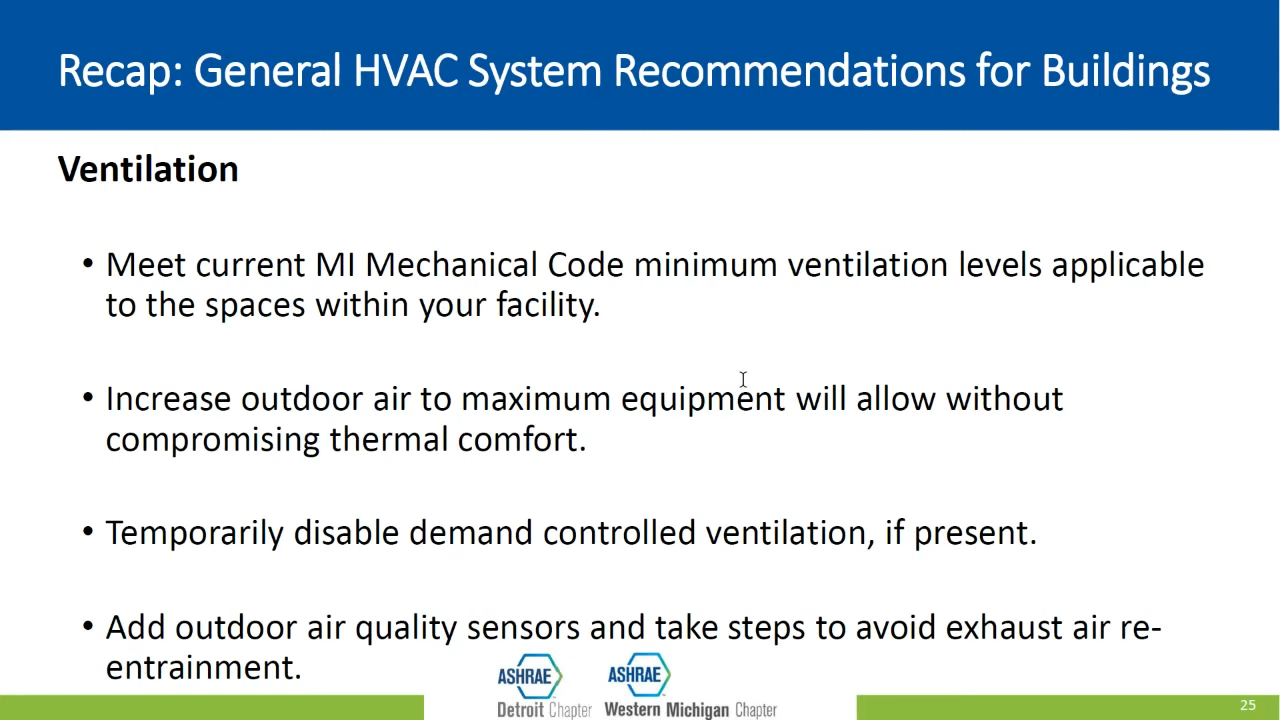 Recap: General HVAC System Recommendations for Buildings
Ventilation
• Meet current MI Mechanical Code minimum ventilation levels applicable
to the spaces within your facility.
• Increase outdoor air to maximum equipment will allow without
compromising thermal comfort.
• Temporarily disable demand controlled ventilation, if present.
• Add outdoor air quality sensors and take steps to avoid exhaust air re-
entrainment.
ASHRAE ASHRAE
Detroit Chapter Western Michigan Chapter
25